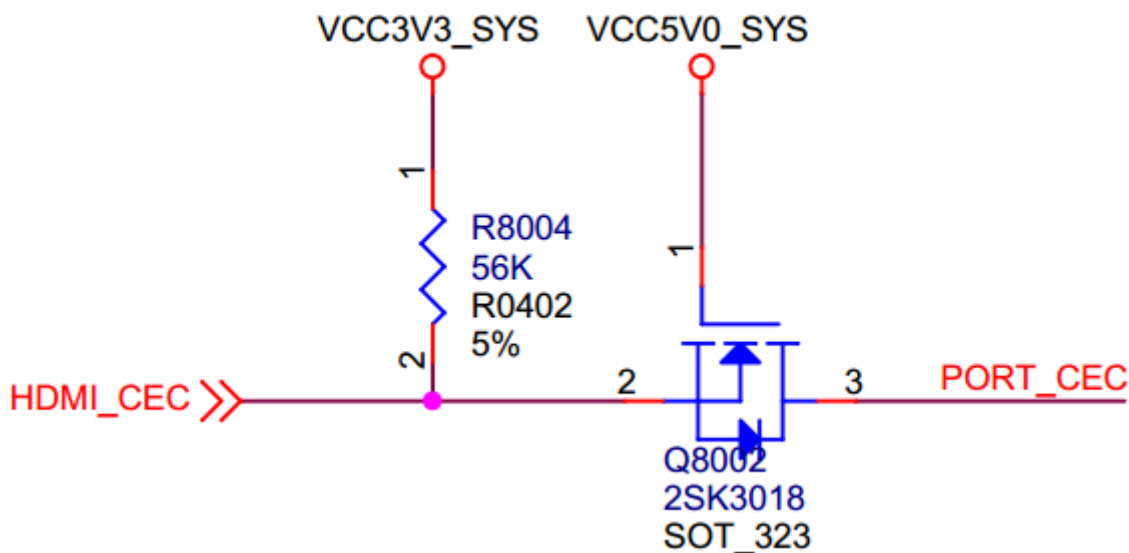 VCC3V3_SYS
VCC5V0_SYS
1
R8004
56K
R0402
5%
2
1
HDMI_CEC
2
3
PORT_CEC
Q8002
2SK3018
SOT_323